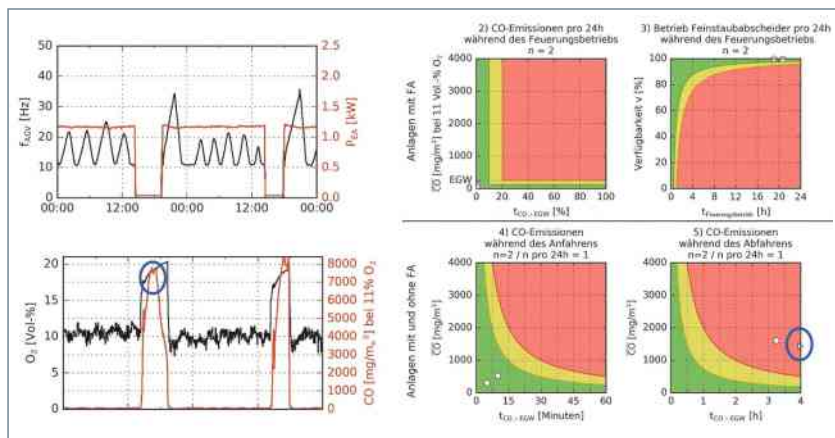 50
40
30
20
10
0
f_AGV [Hz]
2.5
2.0
1.5
1.0
0.5
0.0
P_EA [kW]
00:00 12:00 00:00 12:00 00:00
20
15
10
5
0
O₂ [Vol-%]
8000
7000
6000
5000
4000
3000
2000
1000
0
CO [mg/m_n³] bei 11% O₂
Anlagen mit FA
2) CO-Emissionen pro 24h
während des Feuerungsbetriebs
n = 2
4000
3000
2000
1000
EGW
CO [mg/m³] bei 11 Vol-% O₂
0 20 40 60 80 100
t_CO,>EGW [%]
3) Betrieb Feinstaubabscheider pro 24h
während des Feuerungsbetriebs
n = 2
100
80
60
40
20
0
Verfügbarkeit v [%]
0 4 8 12 16 20 24
t_Feuerungsbetrieb [h]
Anlagen mit und ohne FA
4) CO-Emissionen
während des Anfahrens
n=2 / n pro 24h = 1
4000
3000
2000
1000
0
CO [mg/m³]
0 10 20 30 40 50 60
t_CO,>EGW [Minuten]
5) CO-Emissionen
während des Abfahrens
n=2 / n pro 24h = 1
4000
3000
2000
1000
0
CO [mg/m³]
0 1 2 3 4
t_CO,>EGW [h]